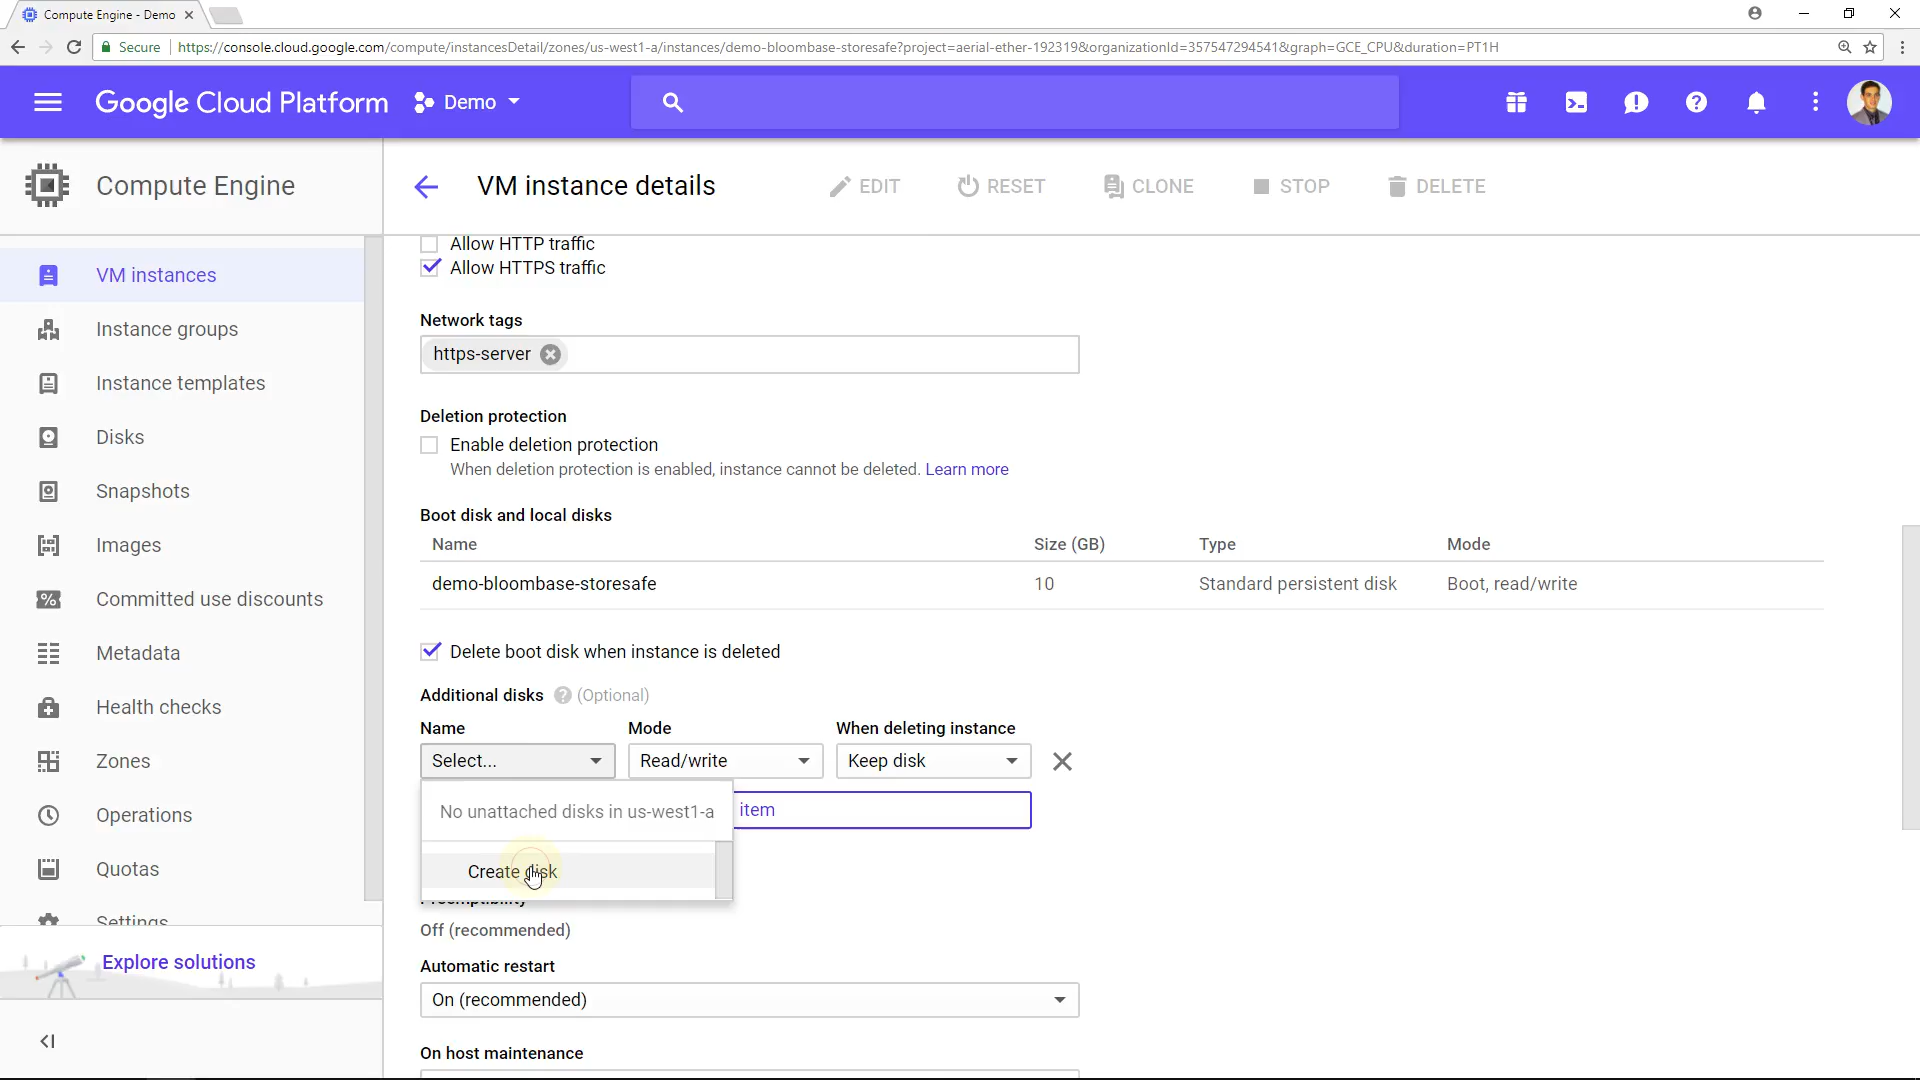 Compute Engine - Demo
Secure
https://console.cloud.google.com/compute/instancesDetail/zones/us-west1-a/instances/demo-bloombase-storesafe?project=aerial-ether-192319&organizationId=357547294541&graph=GCE_CPU&duration=PT1H
Google Cloud Platform
Demo
Compute Engine
VM instance details
EDIT
RESET
CLONE
STOP
DELETE
VM instances
Instance groups
Instance templates
Disks
Snapshots
Images
Committed use discounts
Metadata
Health checks
Zones
Operations
Quotas
Settings
Explore solutions
Allow HTTP traffic
Allow HTTPS traffic
Network tags
https-server
Deletion protection
Enable deletion protection
When deletion protection is enabled, instance cannot be deleted. Learn more
Boot disk and local disks
Name Size (GB) Type Mode
demo-bloombase-storesafe 10 Standard persistent disk Boot, read/write
Delete boot disk when instance is deleted
Additional disks (Optional)
Name Mode When deleting instance
Select... Read/write Keep disk
No unattached disks in us-west1-a
item
Create disk
Preemptibility
Off (recommended)
Automatic restart
On (recommended)
On host maintenance